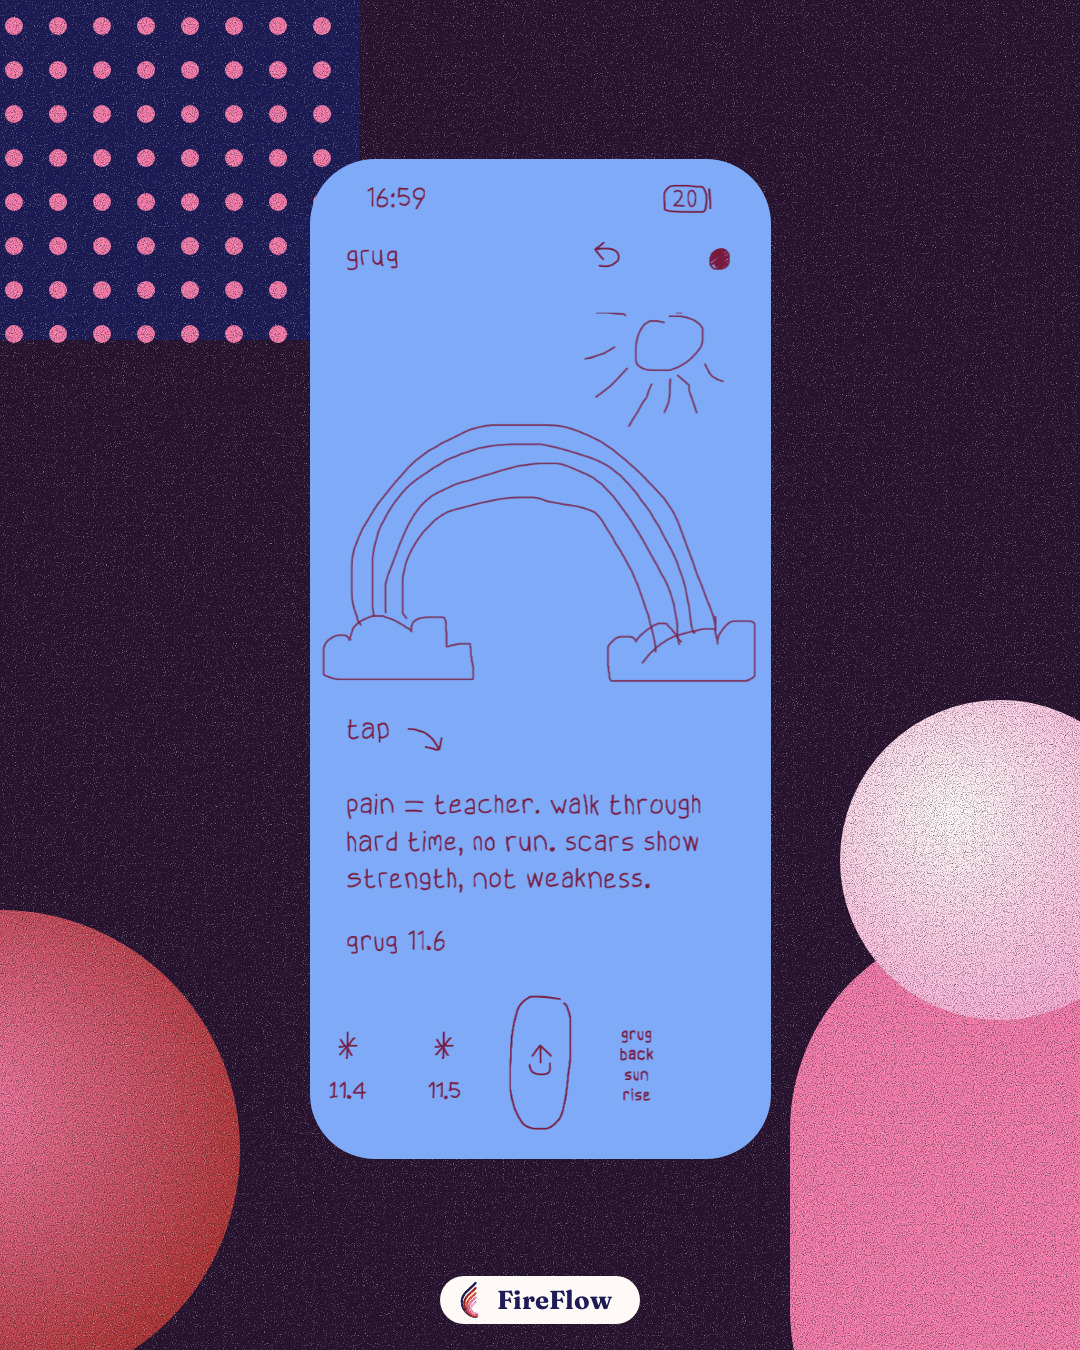 16:59
20
grug
tap
pain = teacher. walk through
hard time, no run. scars show
strength, not weakness.
grug 11.6
11.4
11.5
grug
back
sun
rise
FireFlow